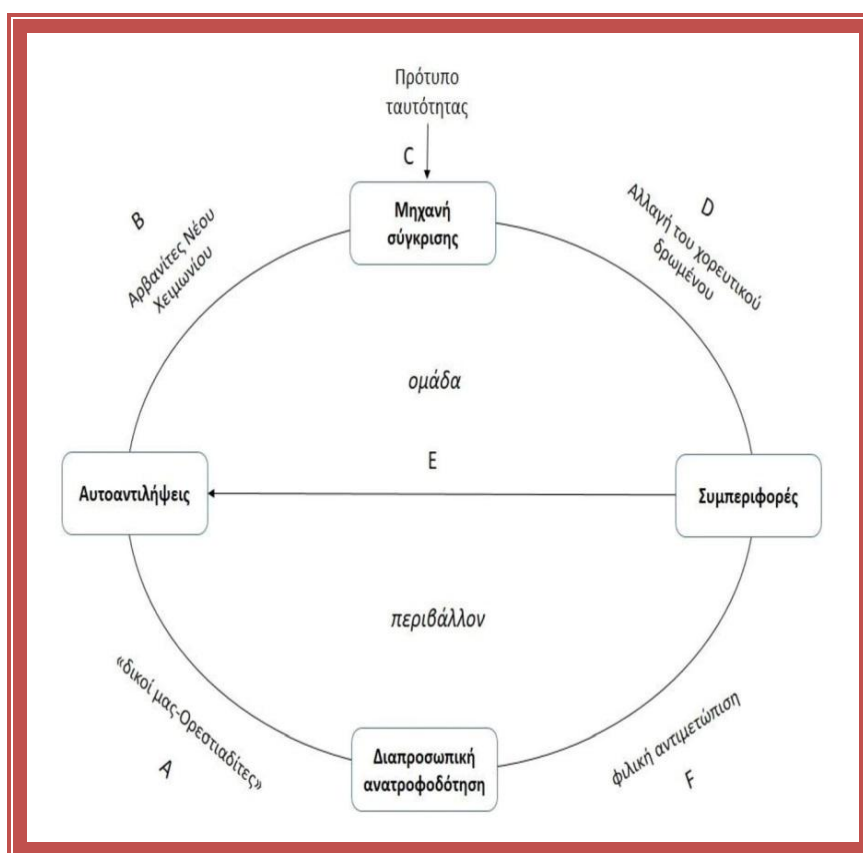 Πρότυπο
ταυτότητας
C
Μηχανή
σύγκρισης
B
Αρβανίτες Νέου
Χειμωνίου
D
Αλλαγή του χορευτικού
δρωμένου
ομάδα
E
Αυτοαντιλήψεις
Συμπεριφορές
περιβάλλον
«δικοί μας-Ορεστιαδίτες»
A
Διαπροσωπική
ανατροφοδότηση
φιλική αντιμετώπιση
F